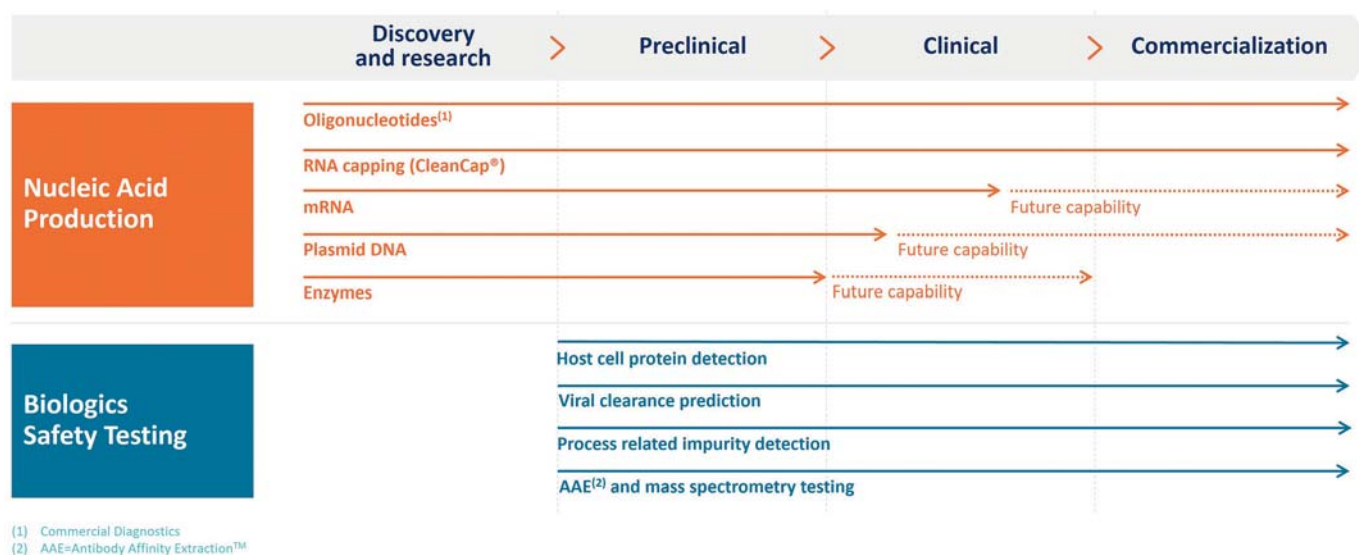 Discovery
and research
Preclinical
Clinical
Commercialization
Nucleic Acid
Production
Oligonucleotides(1)
RNA capping (CleanCap®)
mRNA
Future capability
Plasmid DNA
Future capability
Enzymes
Future capability
Biologics
Safety Testing
Host cell protein detection
Viral clearance prediction
Process related impurity detection
AAE(2) and mass spectrometry testing
(1) Commercial Diagnostics
(2) AAE=Antibody Affinity Extraction™